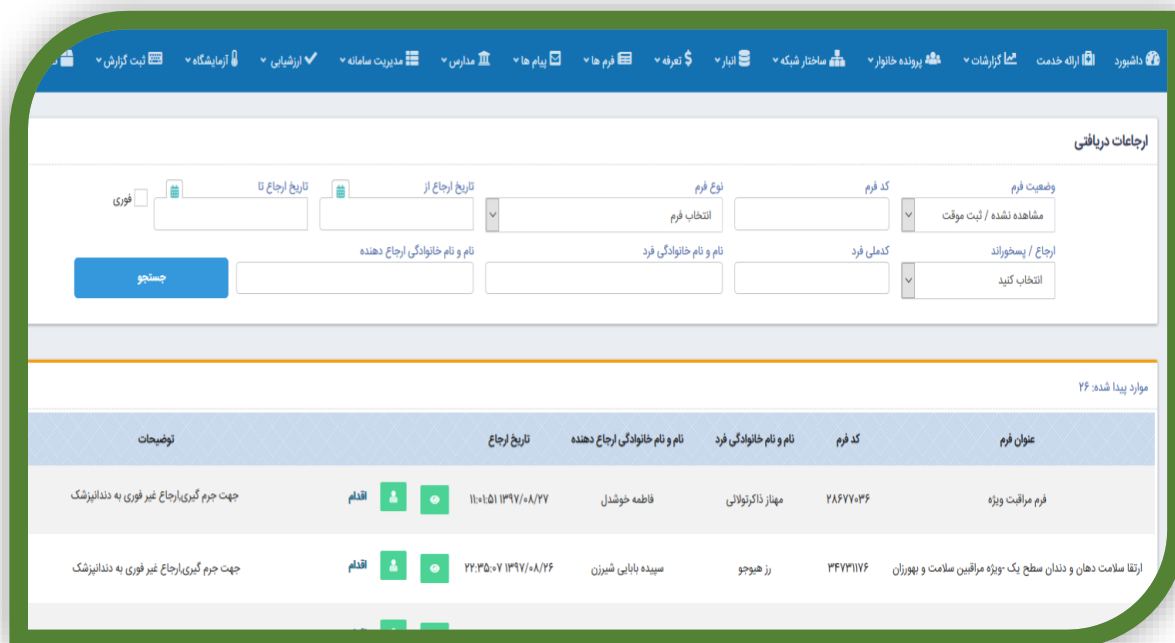 داشبورد ارائه خدمت گزارشات پرونده خانوار ساختار شبکه انبار تعرفه فرم ها پیام ها مدارس مدیریت سامانه ارزشیابی آزمایشگاه ثبت گزارش
ارجاعات دریافتی
وضعیت فرم کد فرم نوع فرم تاریخ ارجاع از تاریخ ارجاع تا
مشاهده نشده / ثبت موقت انتخاب فرم فوری
ارجاع / پسخوراند کدملی فرد نام و نام خانوادگی فرد نام و نام خانوادگی ارجاع دهنده
انتخاب کنید جستجو
موارد پیدا شده: ۲۶
عنوان فرم کد فرم نام و نام خانوادگی فرد نام و نام خانوادگی ارجاع دهنده تاریخ ارجاع توضیحات
فرم مراقبت ویژه ۲۸۶۷۷۰۳۶ مهناز ذاکرتولائی فاطمه خوشدل ۱۳۹۷/۰۸/۲۷ ۱۱:۰۱:۵۱ اقدام جهت جرم گیری,ارجاع غیر فوری به دندانپزشک
ارتقا سلامت دهان و دندان سطح یک -ویژه مراقبین سلامت و بهورزان ۳۴۷۳۱۱۷۶ رز هیوجو سپیده بابایی شیرزن ۱۳۹۷/۰۸/۲۶ ۲۲:۳۵:۰۷ اقدام جهت جرم گیری,ارجاع غیر فوری به دندانپزشک